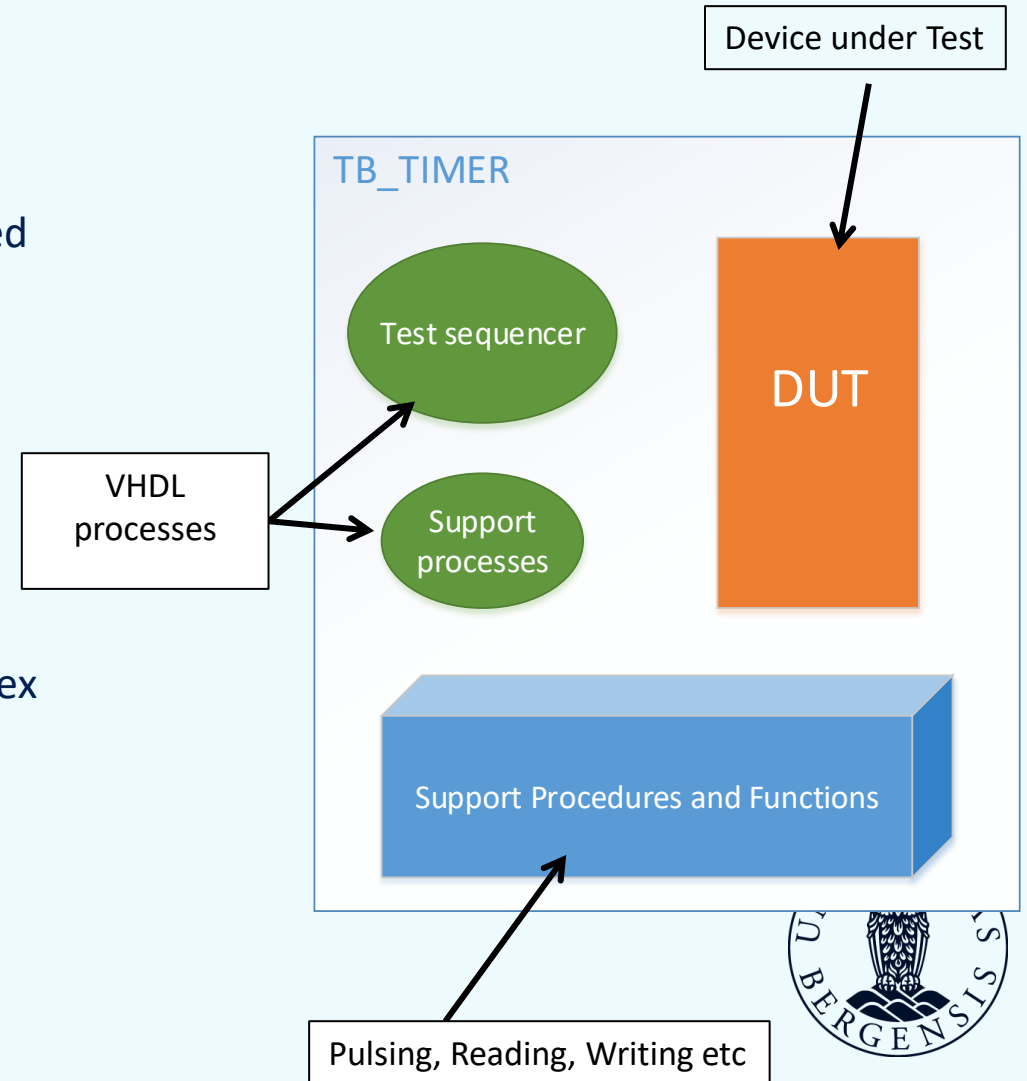 Device under Test
TB_TIMER
ed
Test sequencer
DUT
VHDL
processes
Support
processes
ex
Support Procedures and Functions
BERGENSIS
Pulsing, Reading, Writing etc